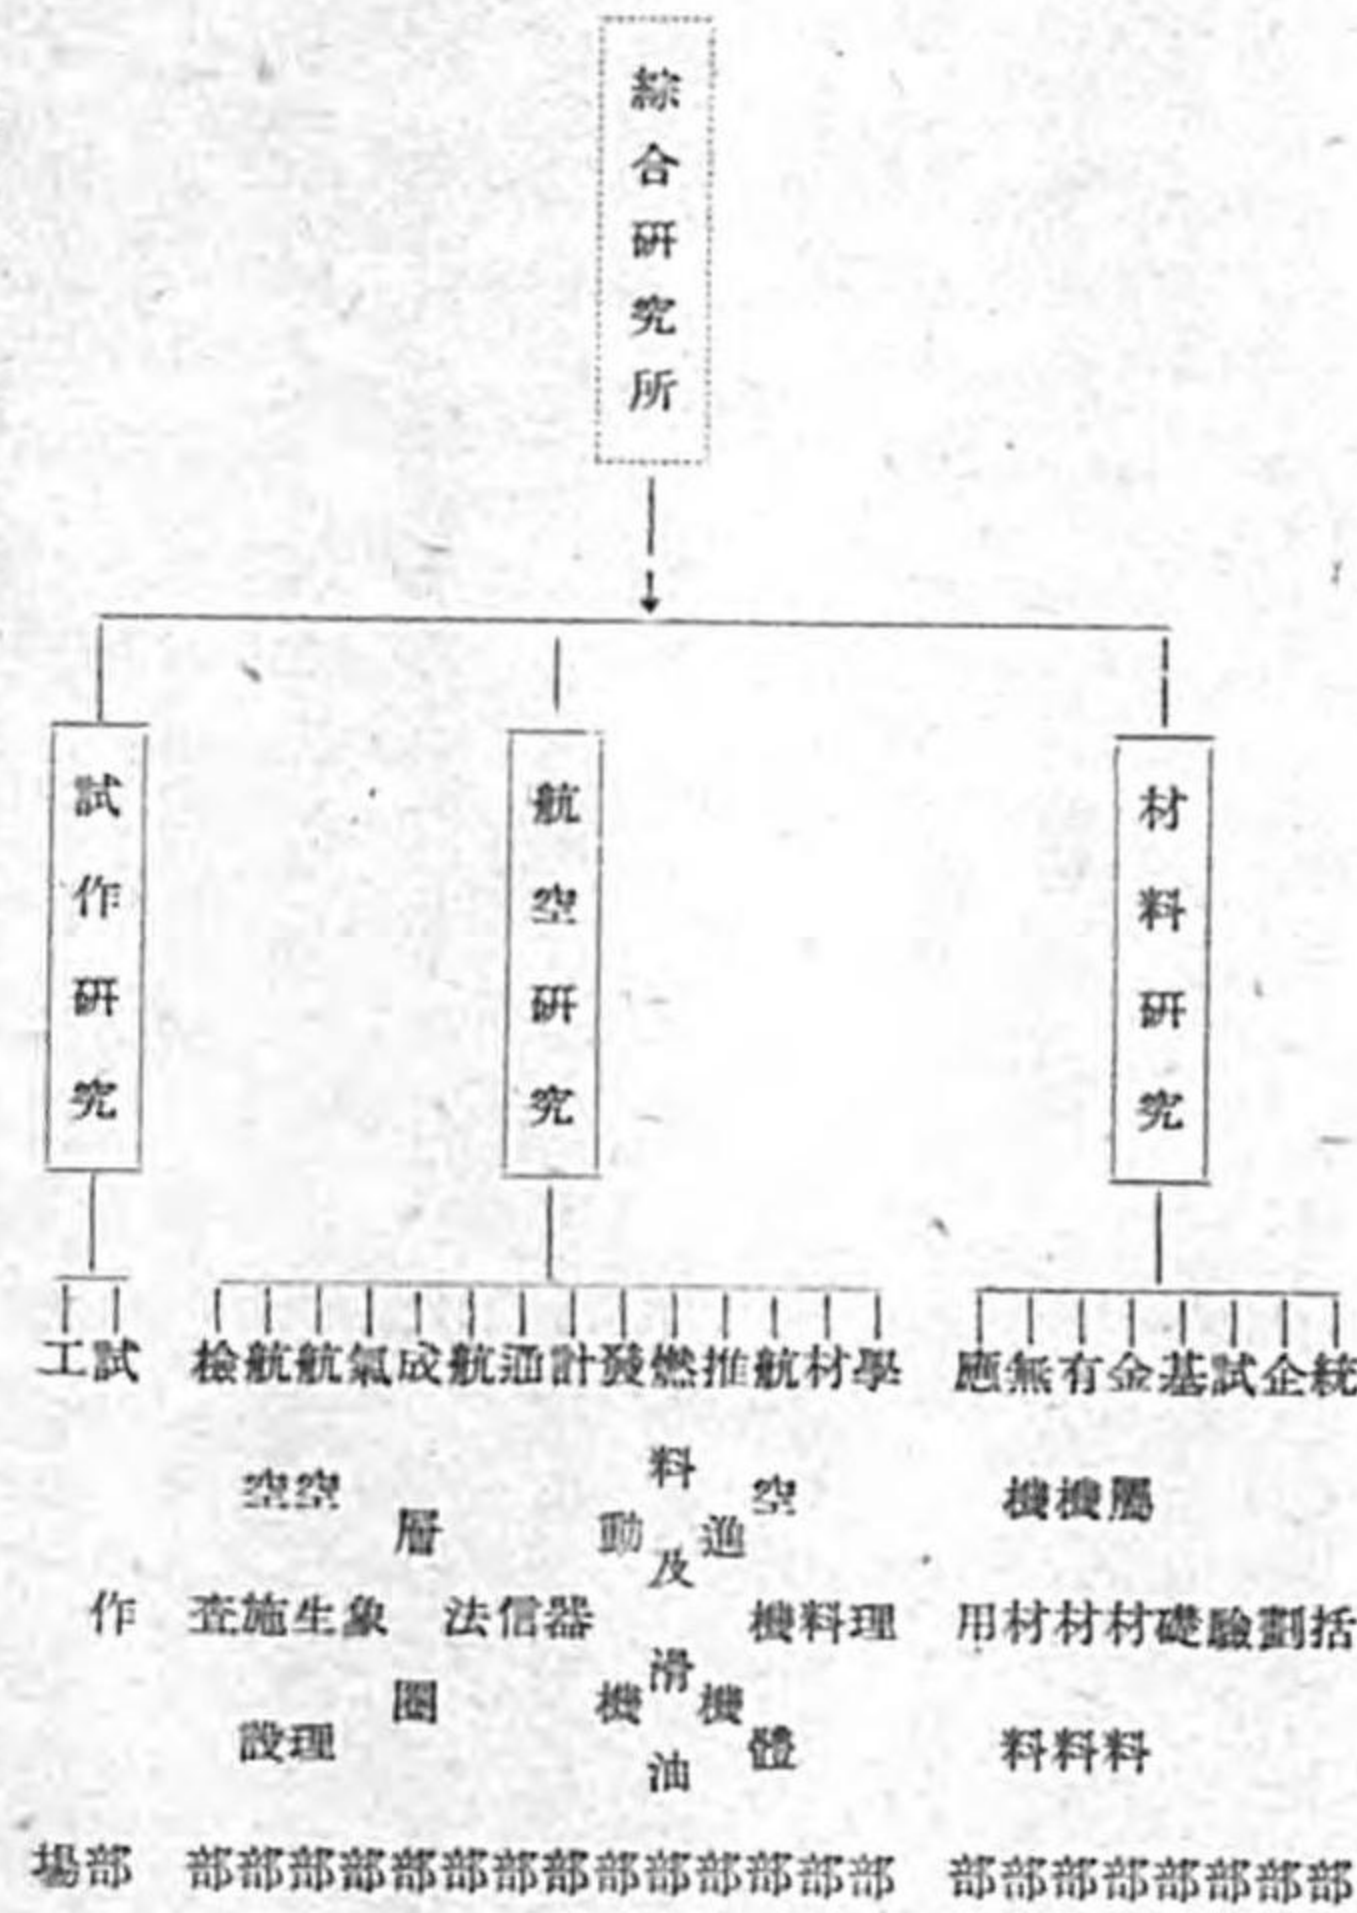 綜合研究所
材料研究
統括部
企劃部
試驗部
基礎部
金屬材料部
有機材料部
無機材料部
應用部
航空研究
學理部
材料部
航空機體部
推進機部
燃料及滑油部
發動機部
計器部
通信部
航法部
成層圈部
氣象部
航空生理部
航空施設部
檢查部
試作研究
試作部
工場